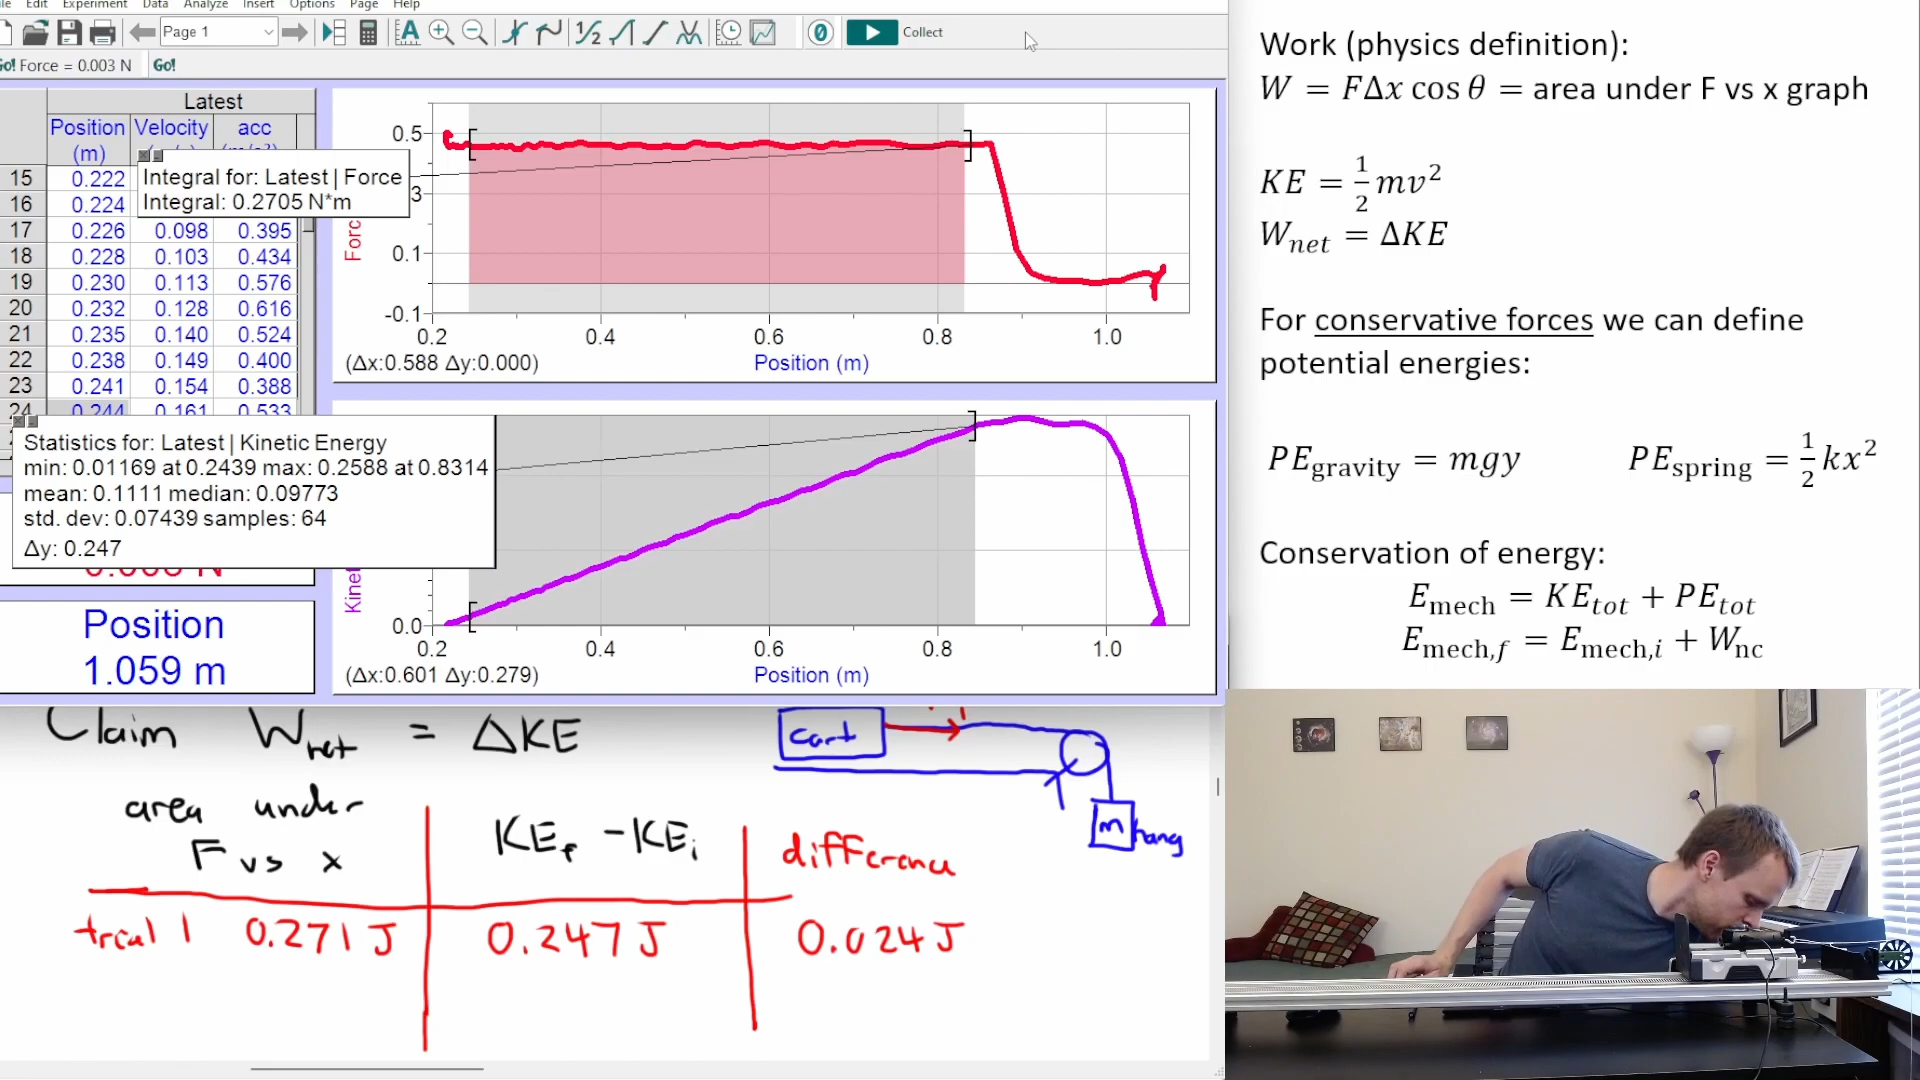 Edit Experiment Data Analyze Insert Options Page Help
Page 1
Collect
Go! Force = 0.003 N Go!
Latest
Position Velocity acc
(m)
15 0.222
16 0.224
17 0.226 0.098 0.395
18 0.228 0.103 0.434
19 0.230 0.113 0.576
20 0.232 0.128 0.616
21 0.235 0.140 0.524
22 0.238 0.149 0.400
23 0.241 0.154 0.388
24 0.244 0.161 0.533
Integral for: Latest | Force
Integral: 0.2705 N*m
0.5
3
0.1
-0.1
0.2 0.4 0.6 0.8 1.0
Position (m)
(Δx:0.588 Δy:0.000)
Statistics for: Latest | Kinetic Energy
min: 0.01169 at 0.2439 max: 0.2588 at 0.8314
mean: 0.1111 median: 0.09773
std. dev: 0.07439 samples: 64
Δy: 0.247
0.0
0.2 0.4 0.6 0.8 1.0
Position (m)
(Δx:0.601 Δy:0.279)
Position
1.059 m
Work (physics definition):
W = FΔx cos θ = area under F vs x graph
KE = 1/2 mv²
W_net = ΔKE
For conservative forces we can define
potential energies:
PE_gravity = mgy PE_spring = 1/2 kx²
Conservation of energy:
E_mech = KE_tot + PE_tot
E_mech,f = E_mech,i + W_nc
Claim W_net = ΔKE
cart
m hang
area under
F vs x
KE_f - KE_i
difference
trial 1 0.271 J 0.247 J 0.024 J